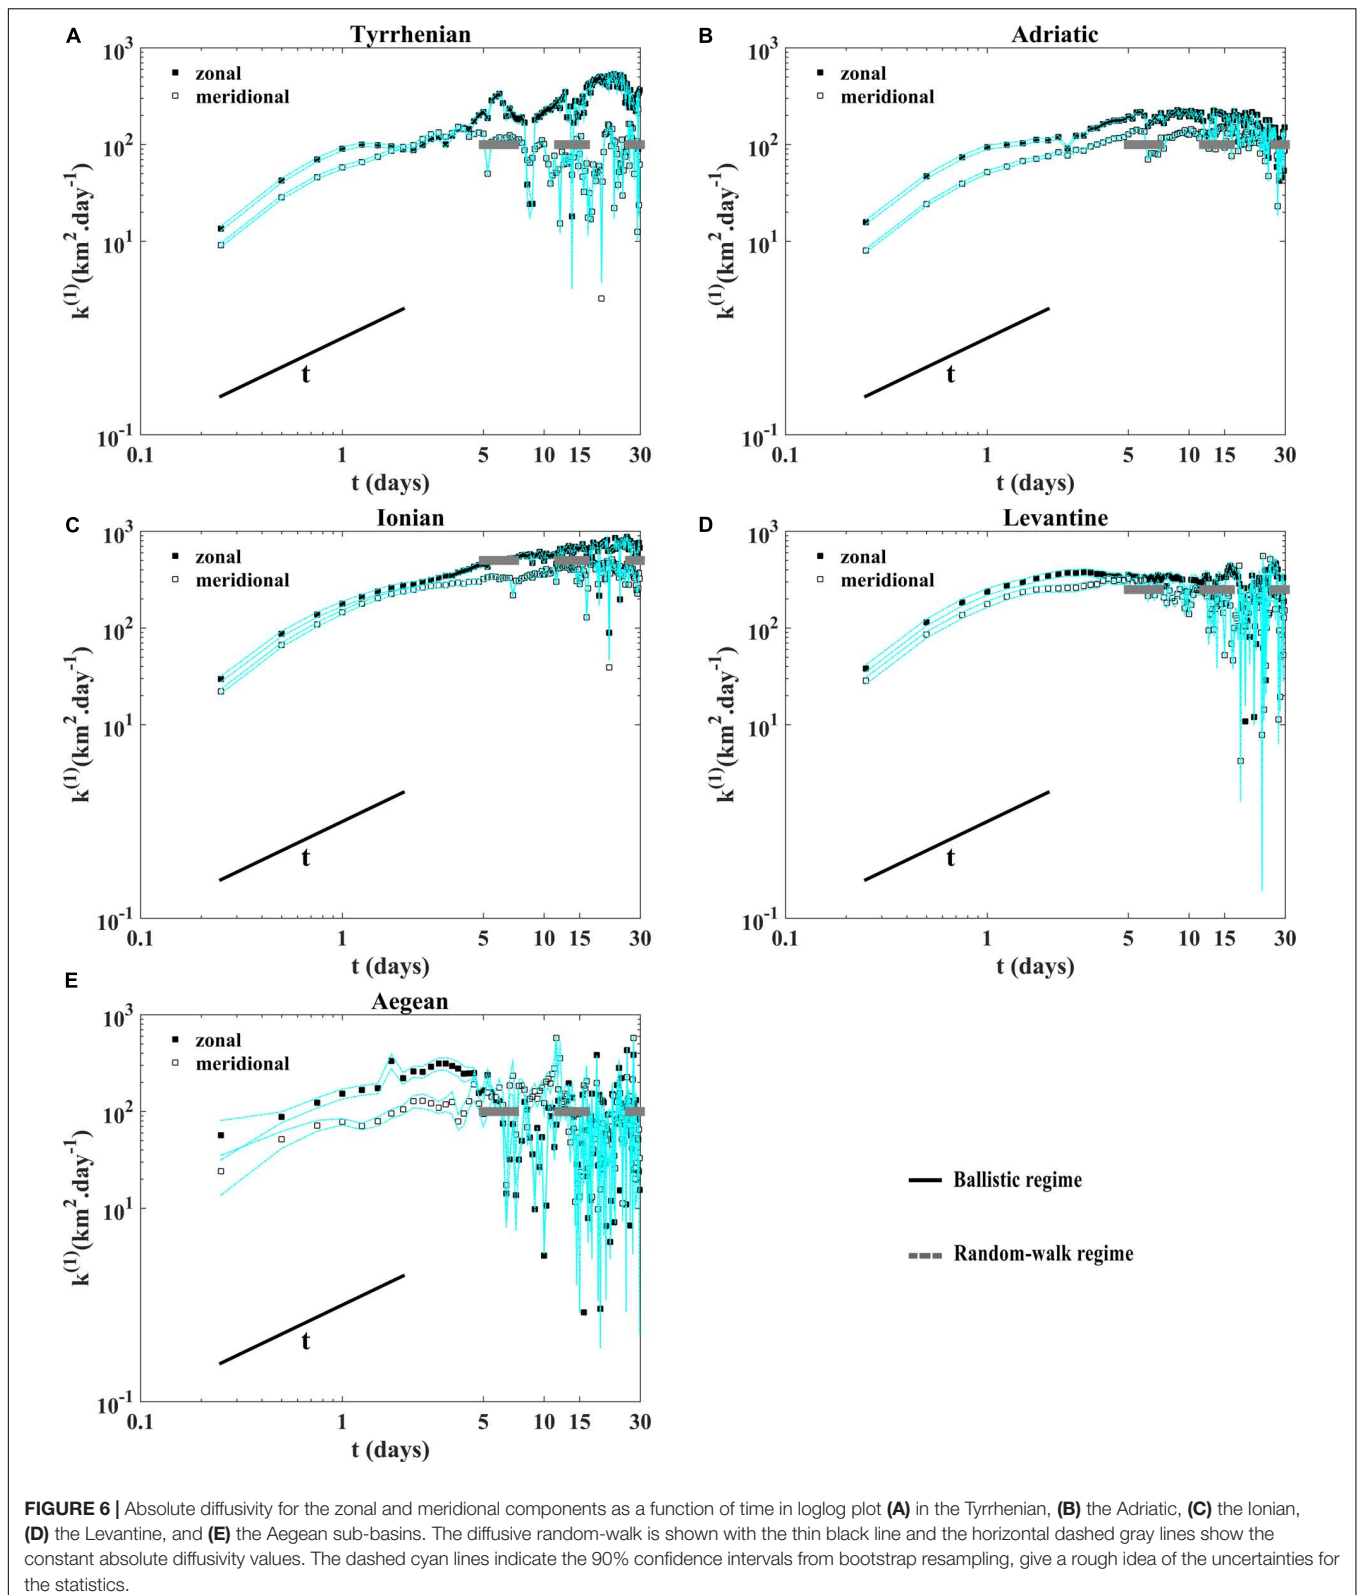 A
Tyrrhenian
zonal
meridional
k(1)(km2.day-1)
103
102
101
10-1
t
0.1 1 5 10 15 30
t (days)
B
Adriatic
zonal
meridional
k(1)(km2.day-1)
103
102
101
10-1
t
0.1 1 5 10 15 30
t (days)
C
Ionian
zonal
meridional
k(1)(km2.day-1)
103
102
101
10-1
t
0.1 1 5 10 15 30
t (days)
D
Levantine
zonal
meridional
k(1)(km2.day-1)
103
102
101
10-1
t
0.1 1 5 10 15 30
t (days)
E
Aegean
zonal
meridional
k(1)(km2.day-1)
103
102
101
10-1
t
0.1 1 5 10 15 30
t (days)
Ballistic regime
Random-walk regime
FIGURE 6 | Absolute diffusivity for the zonal and meridional components as a function of time in loglog plot (A) in the Tyrrhenian, (B) the Adriatic, (C) the Ionian,
(D) the Levantine, and (E) the Aegean sub-basins. The diffusive random-walk is shown with the thin black line and the horizontal dashed gray lines show the
constant absolute diffusivity values. The dashed cyan lines indicate the 90% confidence intervals from bootstrap resampling, give a rough idea of the uncertainties for
the statistics.